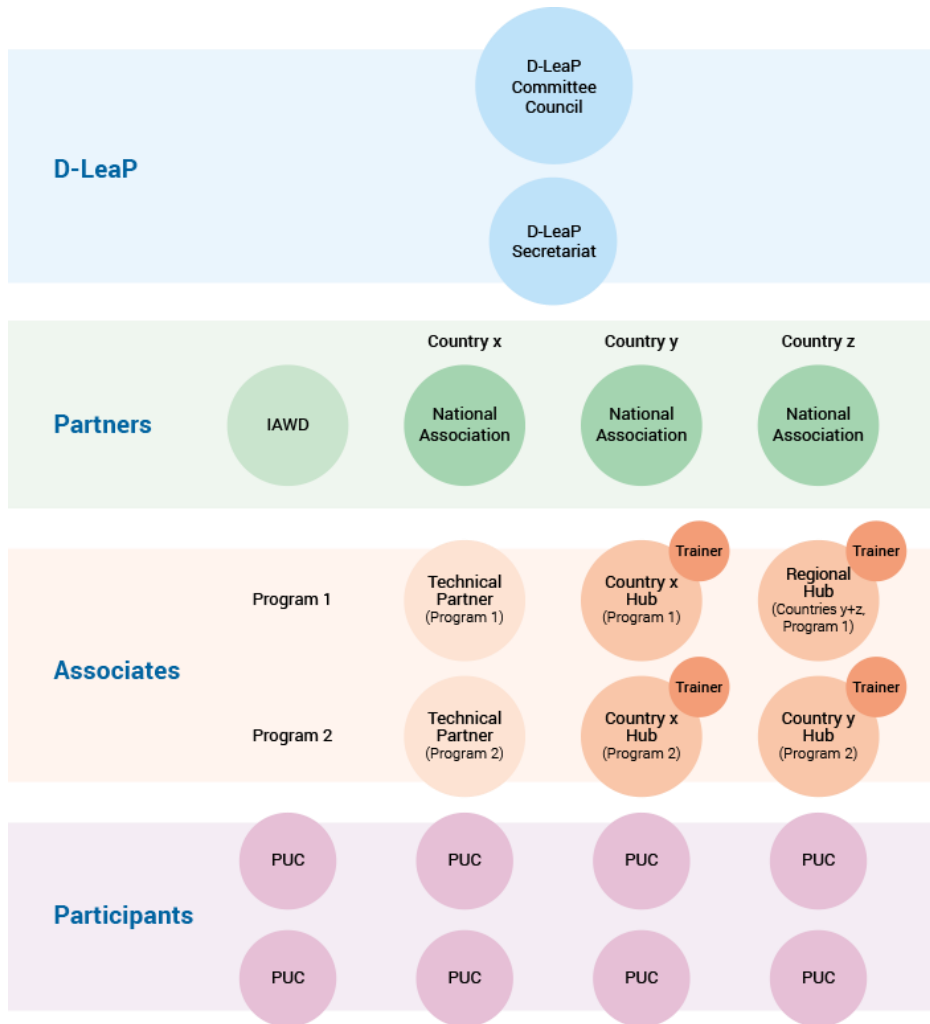 D-LeaP
Committee
Council
D-LeaP
D-LeaP
Secretariat
Country x
Country y
Country z
Partners
IAWD
National
Association
National
Association
National
Association
Associates
Program 1
Technical
Partner
(Program 1)
Trainer
Country x
Hub
(Program 1)
Trainer
Regional
Hub
(Countries y+z,
Program 1)
Program 2
Technical
Partner
(Program 2)
Trainer
Country x
Hub
(Program 2)
Trainer
Country y
Hub
(Program 2)
Participants
PUC
PUC
PUC
PUC
PUC
PUC
PUC
PUC